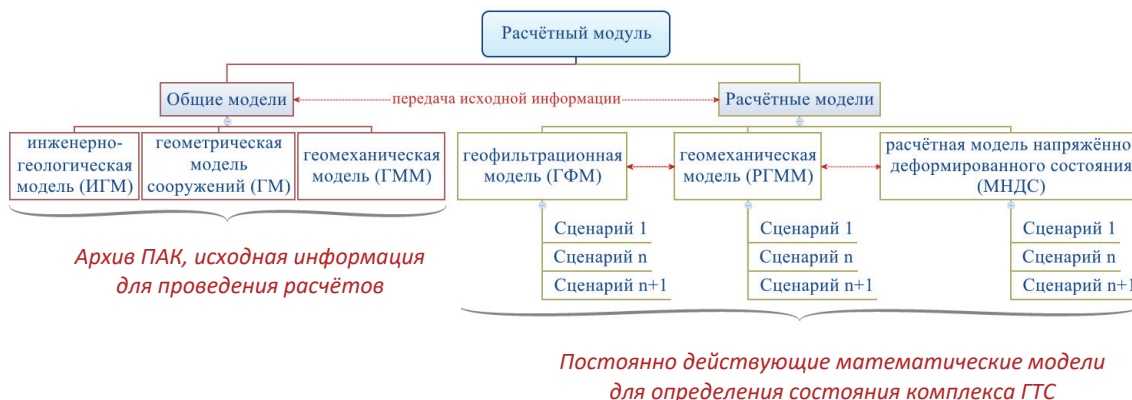 Расчётный модуль
Общие модели
передача исходной информации
Расчётные модели
инженерно-
геологическая
модель (ИГМ)
геометрическая
модель
сооружений (ГМ)
геомеханическая
модель (ГММ)
геофильтрационная
модель (ГФМ)
геомеханическая
модель (РГММ)
расчётная модель напряжённо
деформированного состояния
(МНДС)
Сценарий 1
Сценарий n
Сценарий n+1
Сценарий 1
Сценарий n
Сценарий n+1
Сценарий 1
Сценарий n
Сценарий n+1
Архив ПАК, исходная информация
для проведения расчётов
Постоянно действующие математические модели
для определения состояния комплекса ГТС